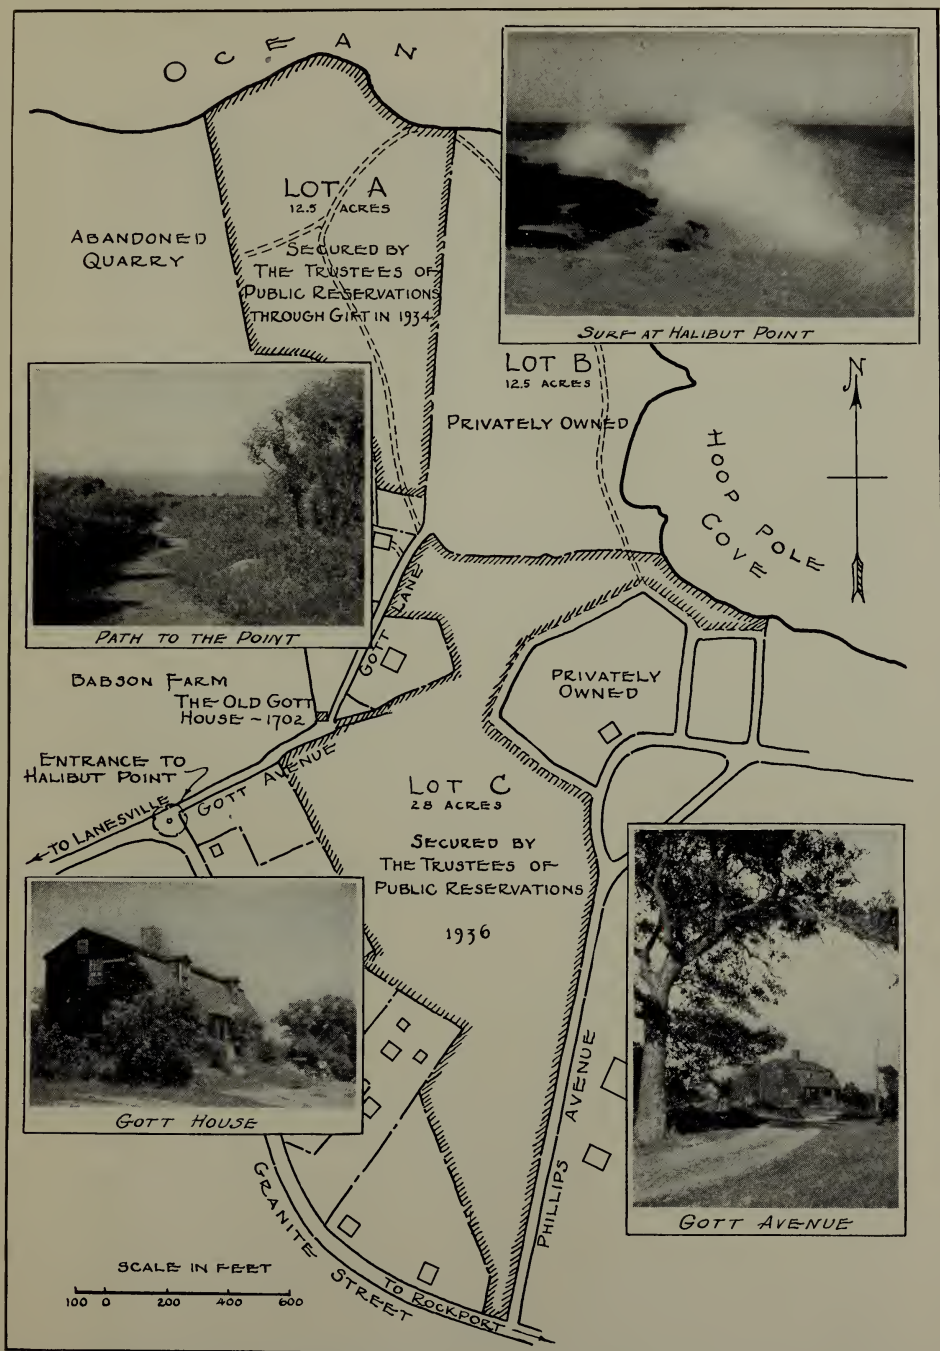 OCEAN
LOT A
12.5 ACRES
SECURED BY
THE TRUSTEES OF
PUBLIC RESERVATIONS
THROUGH GIFT IN 1934
ABANDONED
QUARRY
SURF AT HALIBUT POINT
LOT B
12.5 ACRES
PRIVATELY OWNED
N
HOOP POLE
COVE
PATH TO THE POINT
GOTT LANE
BABSON FARM
THE OLD GOTT
HOUSE ~ 1702
PRIVATELY
OWNED
ENTRANCE TO
HALIBUT POINT
GOTT AVENUE
TO LANESVILLE
LOT C
28 ACRES
SECURED BY
THE TRUSTEES OF
PUBLIC RESERVATIONS
1936
GOTT HOUSE
PHILLIPS AVENUE
GOTT AVENUE
GRANITE STREET
TO ROCKPORT
SCALE IN FEET
100 0 200 400 600